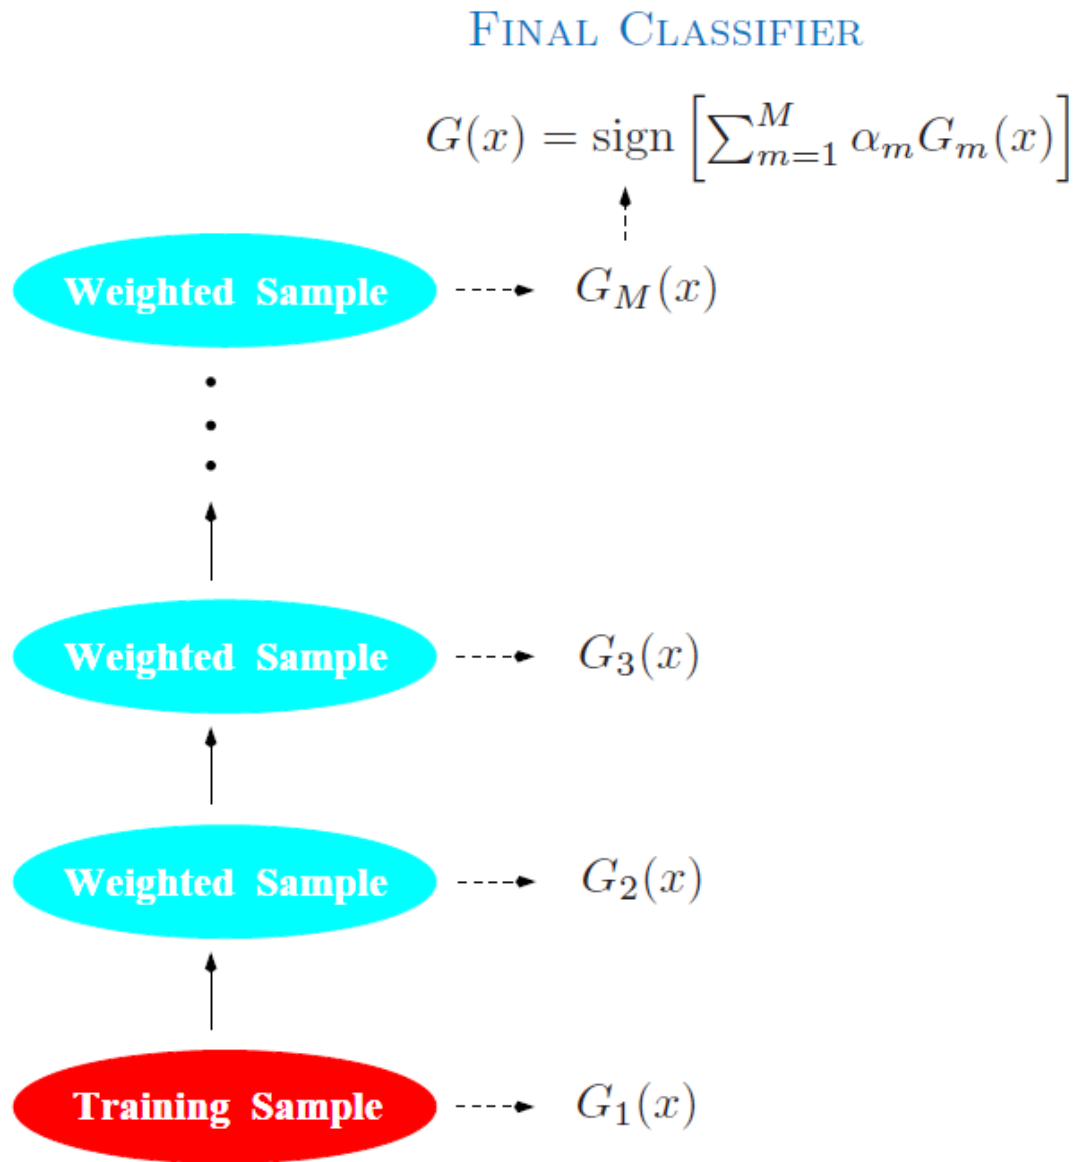 FINAL CLASSIFIER
G(x) = sign [∑_{m=1}^{M} α_m G_m(x)]
Weighted Sample
G_M(x)
Weighted Sample
G_3(x)
Weighted Sample
G_2(x)
Training Sample
G_1(x)